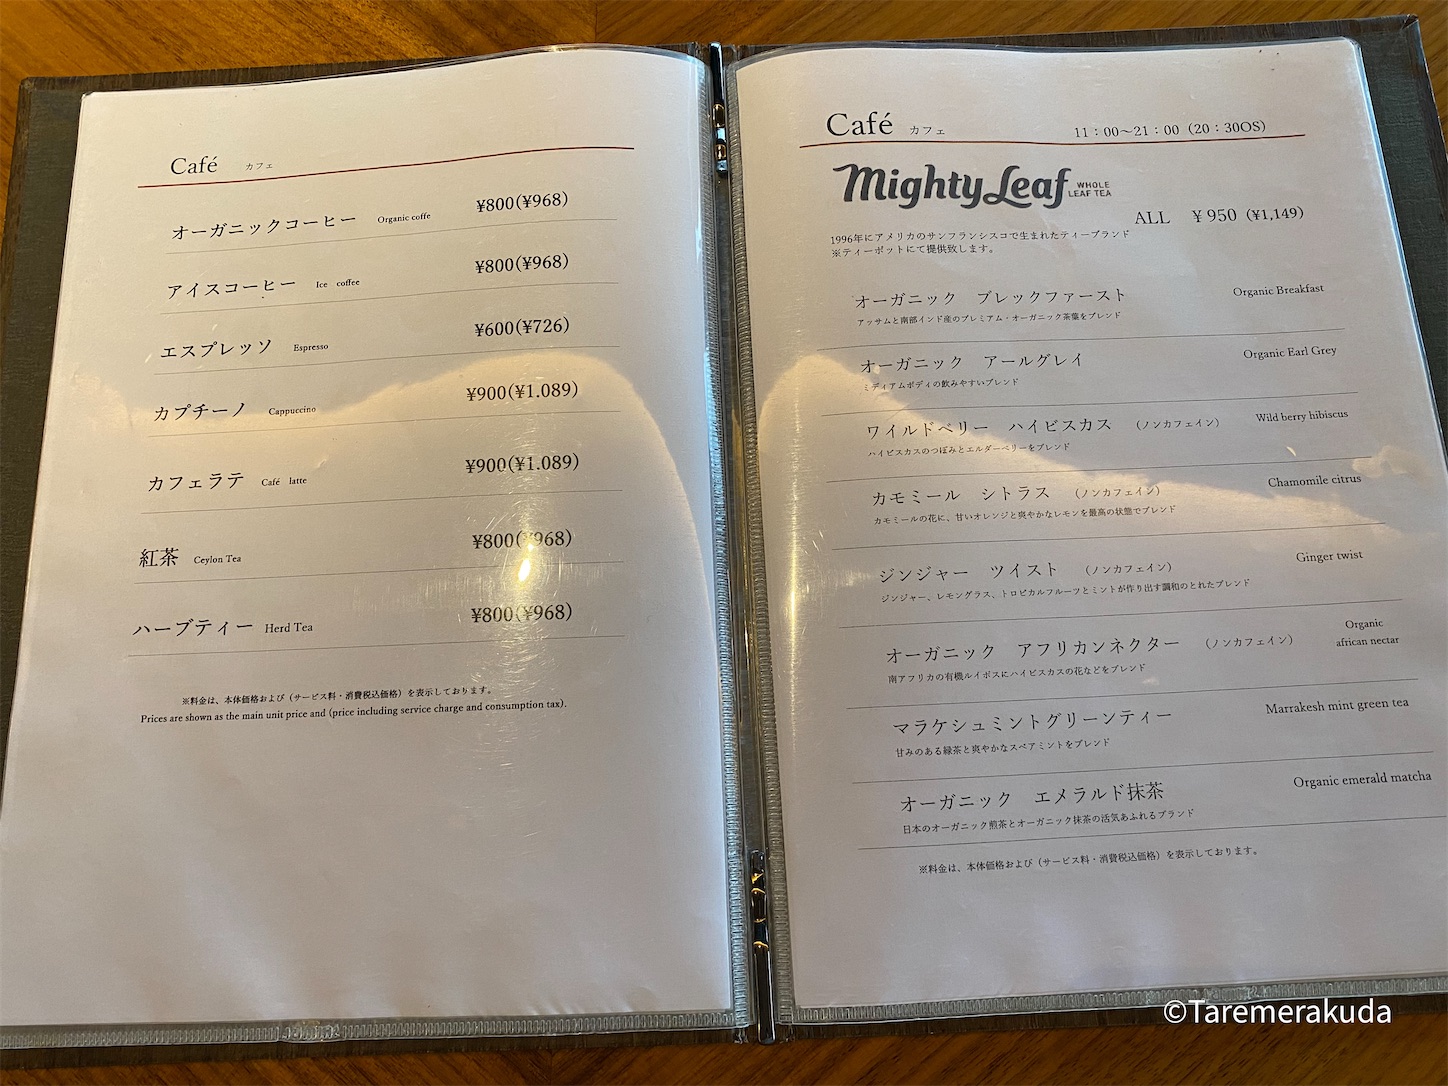 Café カフェ
オーガニックコーヒー Organic coffe ¥800(¥968)
アイスコーヒー Ice coffee ¥800(¥968)
エスプレッソ Espresso ¥600(¥726)
カプチーノ Cappuccino ¥900(¥1.089)
カフェラテ Café latte ¥900(¥1.089)
紅茶 Ceylon Tea ¥800(¥968)
ハーブティー Herd Tea ¥800(¥968)
※料金は、本体価格および（サービス料・消費税込価格）を表示しております。
Prices are shown as the main unit price and (price including service charge and consumption tax).
Café カフェ 11：00〜21：00（20：30OS）
Mighty Leaf WHOLE LEAF TEA
ALL ￥950（¥1,149）
1996年にアメリカのサンフランシスコで生まれたティーブランド
※ティーポットにて提供致します。
オーガニック ブレックファースト Organic Breakfast
アッサムと南部インド産のプレミアム・オーガニック茶葉をブレンド
オーガニック アールグレイ Organic Earl Grey
ミディアムボディの飲みやすいブレンド
ワイルドベリー ハイビスカス （ノンカフェイン） Wild berry hibiscus
ハイビスカスのつぼみとエルダーベリーをブレンド
カモミール シトラス （ノンカフェイン） Chamomile citrus
カモミールの花に、甘いオレンジと爽やかなレモンを最高の状態でブレンド
ジンジャー ツイスト （ノンカフェイン） Ginger twist
ジンジャー、レモングラス、トロピカルフルーツとミントが作り出す調和のとれたブレンド
オーガニック アフリカンネクター （ノンカフェイン） Organic african nectar
南アフリカの有機ルイボスにハイビスカスの花などをブレンド
マラケシュミントグリーンティー Marrakesh mint green tea
甘みのある緑茶と爽やかなスペアミントをブレンド
オーガニック エメラルド抹茶 Organic emerald matcha
日本のオーガニック煎茶とオーガニック抹茶の活気あふれるブランド
※料金は、本体価格および（サービス料・消費税込価格）を表示しております。
©Taremerakuda